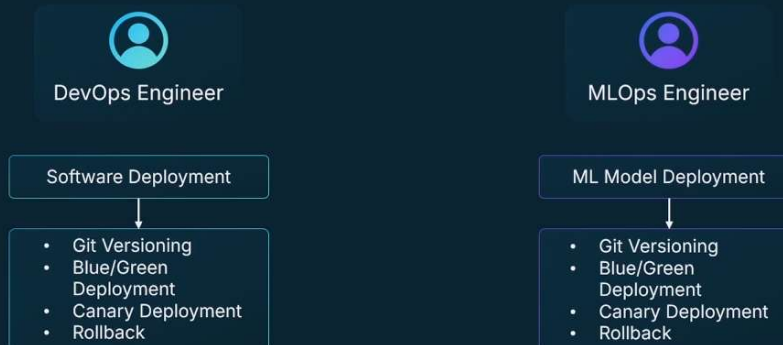 DevOps Engineer
Software Deployment
• Git Versioning
• Blue/Green
Deployment
• Canary Deployment
• Rollback
MLOps Engineer
ML Model Deployment
• Git Versioning
• Blue/Green
Deployment
• Canary Deployment
• Rollback